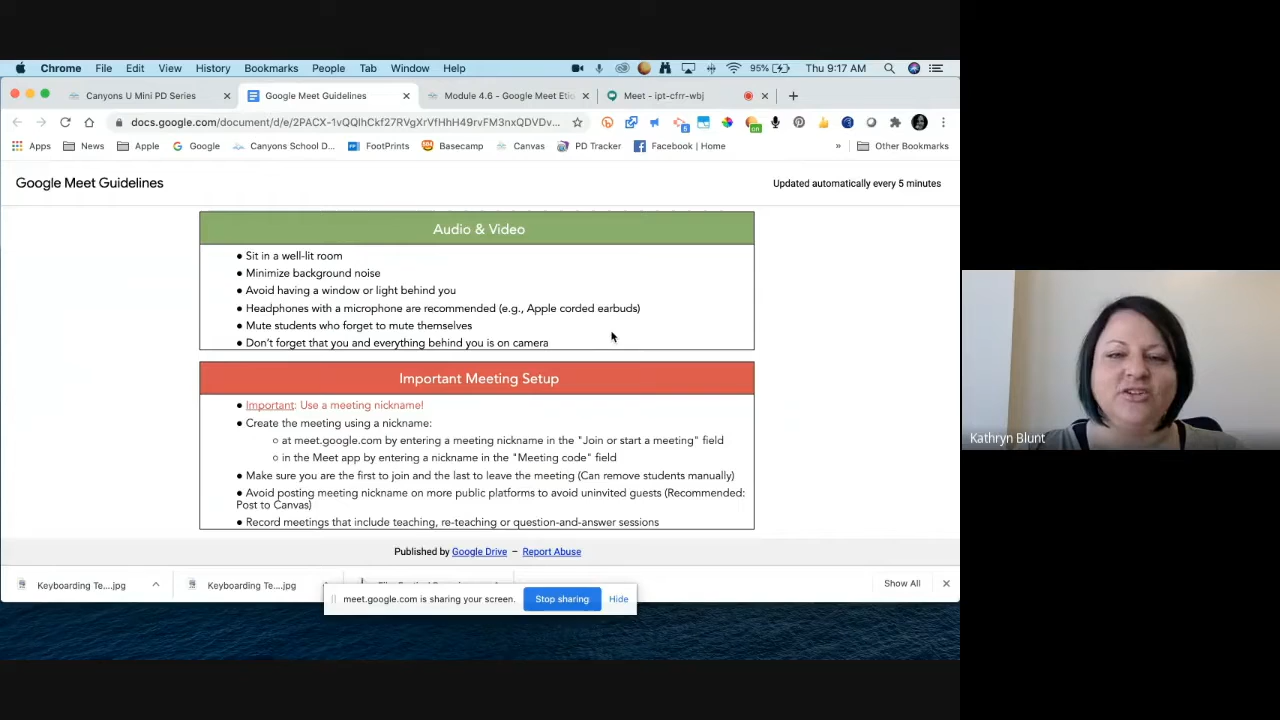 Chrome File Edit View History Bookmarks People Tab Window Help 95% Thu 9:17 AM
Canyons U Mini PD Series Google Meet Guidelines Module 4.6 - Google Meet Etic Meet - ipt-cfrr-wbj
docs.google.com/document/d/e/2PACX-1vQQlhCkf27RVgXrVfHhH49rvFM3nxQDVDv...
Apps News Apple Google Canyons School D... FootPrints Basecamp Canvas PD Tracker Facebook | Home » Other Bookmarks
Google Meet Guidelines Updated automatically every 5 minutes
Audio & Video
● Sit in a well-lit room
● Minimize background noise
● Avoid having a window or light behind you
● Headphones with a microphone are recommended (e.g., Apple corded earbuds)
● Mute students who forget to mute themselves
● Don't forget that you and everything behind you is on camera
Important Meeting Setup
● Important: Use a meeting nickname!
● Create the meeting using a nickname:
○ at meet.google.com by entering a meeting nickname in the "Join or start a meeting" field
○ in the Meet app by entering a nickname in the "Meeting code" field
● Make sure you are the first to join and the last to leave the meeting (Can remove students manually)
● Avoid posting meeting nickname on more public platforms to avoid uninvited guests (Recommended:
Post to Canvas)
● Record meetings that include teaching, re-teaching or question-and-answer sessions
Published by Google Drive – Report Abuse
Keyboarding Te....jpg Keyboarding Te....jpg Show All
meet.google.com is sharing your screen. Stop sharing Hide
Kathryn Blunt